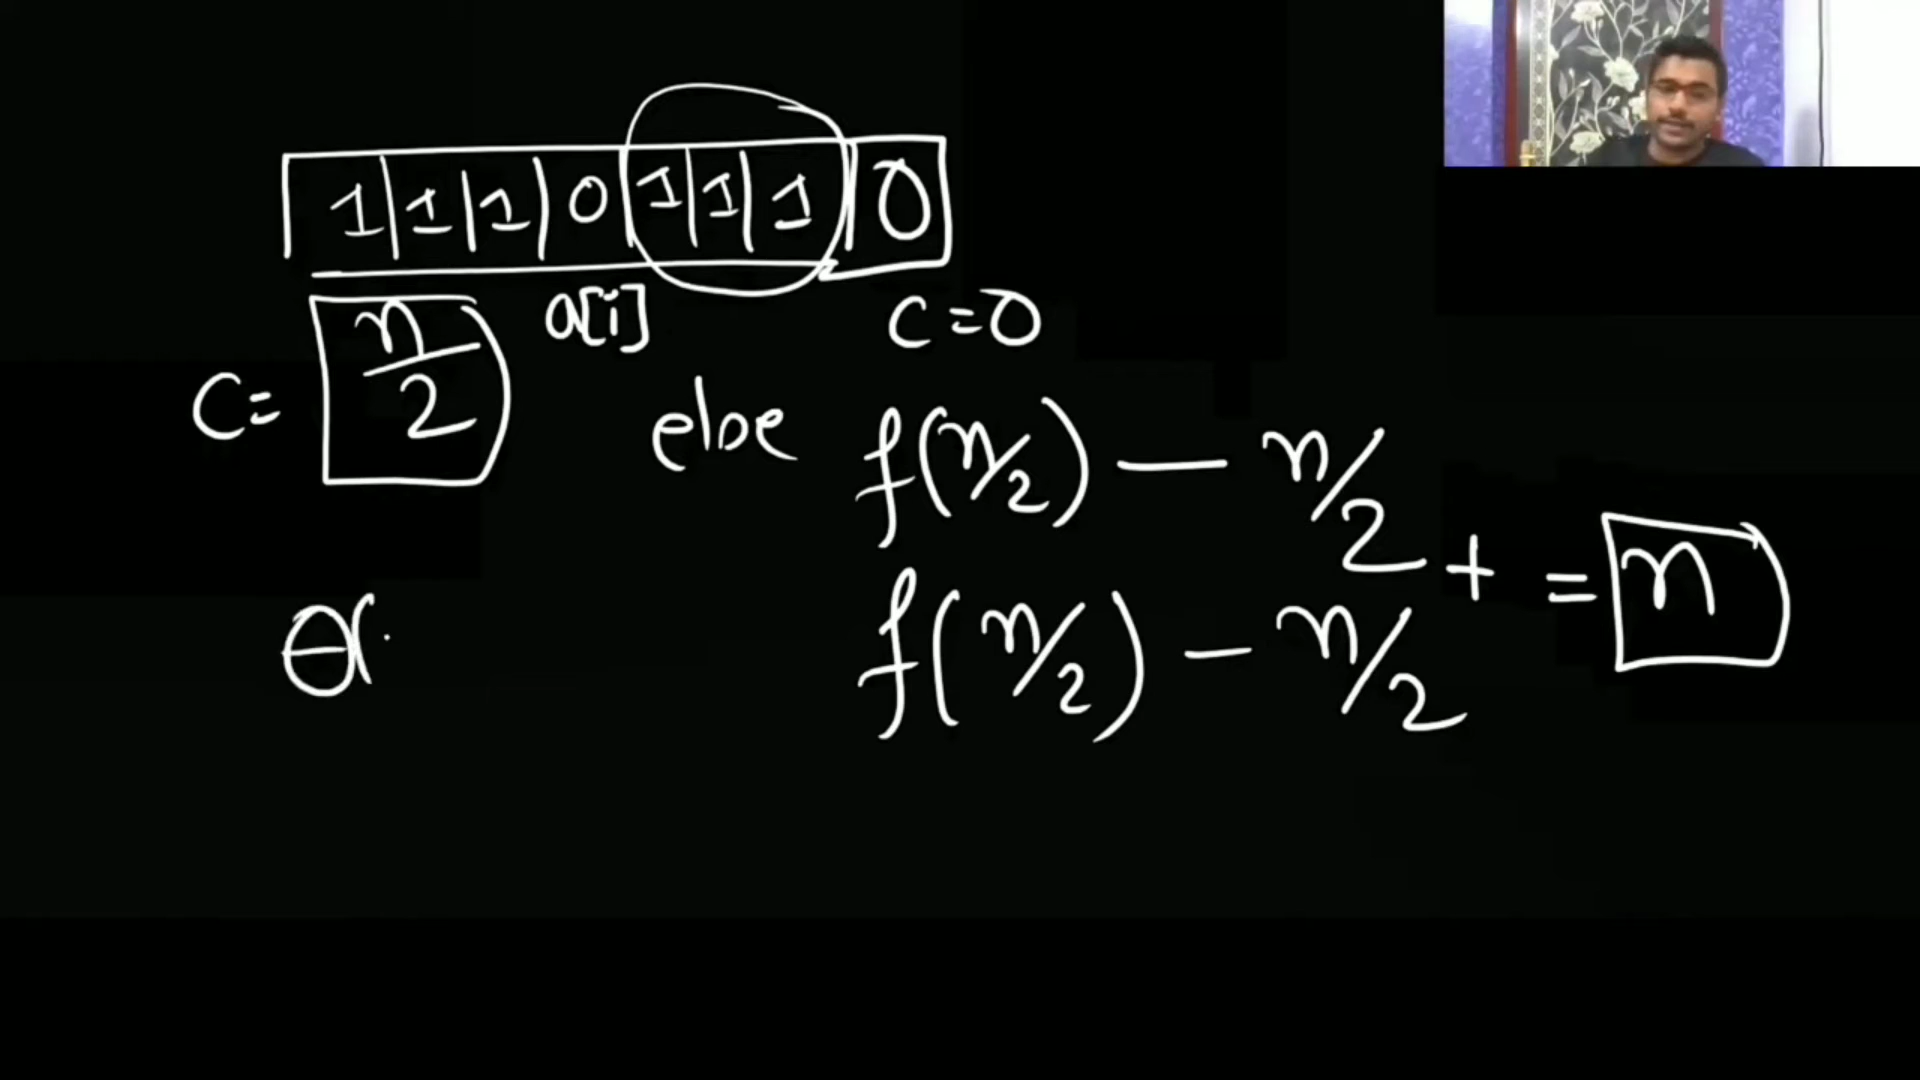 1 | 1 | 1 | 0 | 1 | 1 | 1 | 0
a[i] c=0
c= n/2
else f(n/2) — n/2
+ = n
θ( f(n/2) - n/2